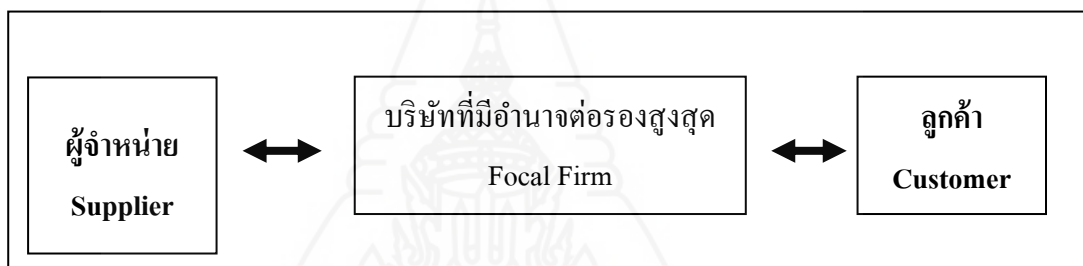 ผู้จำหน่าย
Supplier
บริษัทที่มีอำนาจต่อรองสูงสุด
Focal Firm
ลูกค้า
Customer